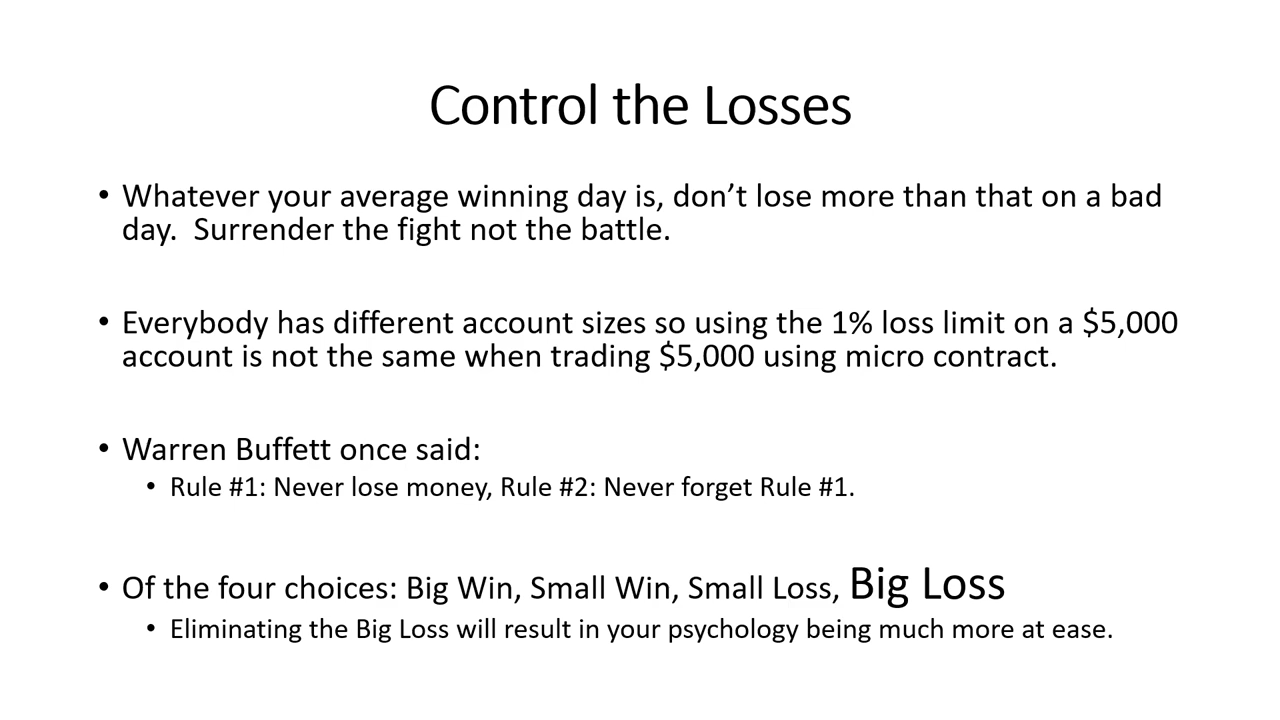 Control the Losses
• Whatever your average winning day is, don’t lose more than that on a bad
day.  Surrender the fight not the battle.
• Everybody has different account sizes so using the 1% loss limit on a $5,000
account is not the same when trading $5,000 using micro contract.
• Warren Buffett once said:
• Rule #1: Never lose money, Rule #2: Never forget Rule #1.
• Of the four choices: Big Win, Small Win, Small Loss, Big Loss
• Eliminating the Big Loss will result in your psychology being much more at ease.